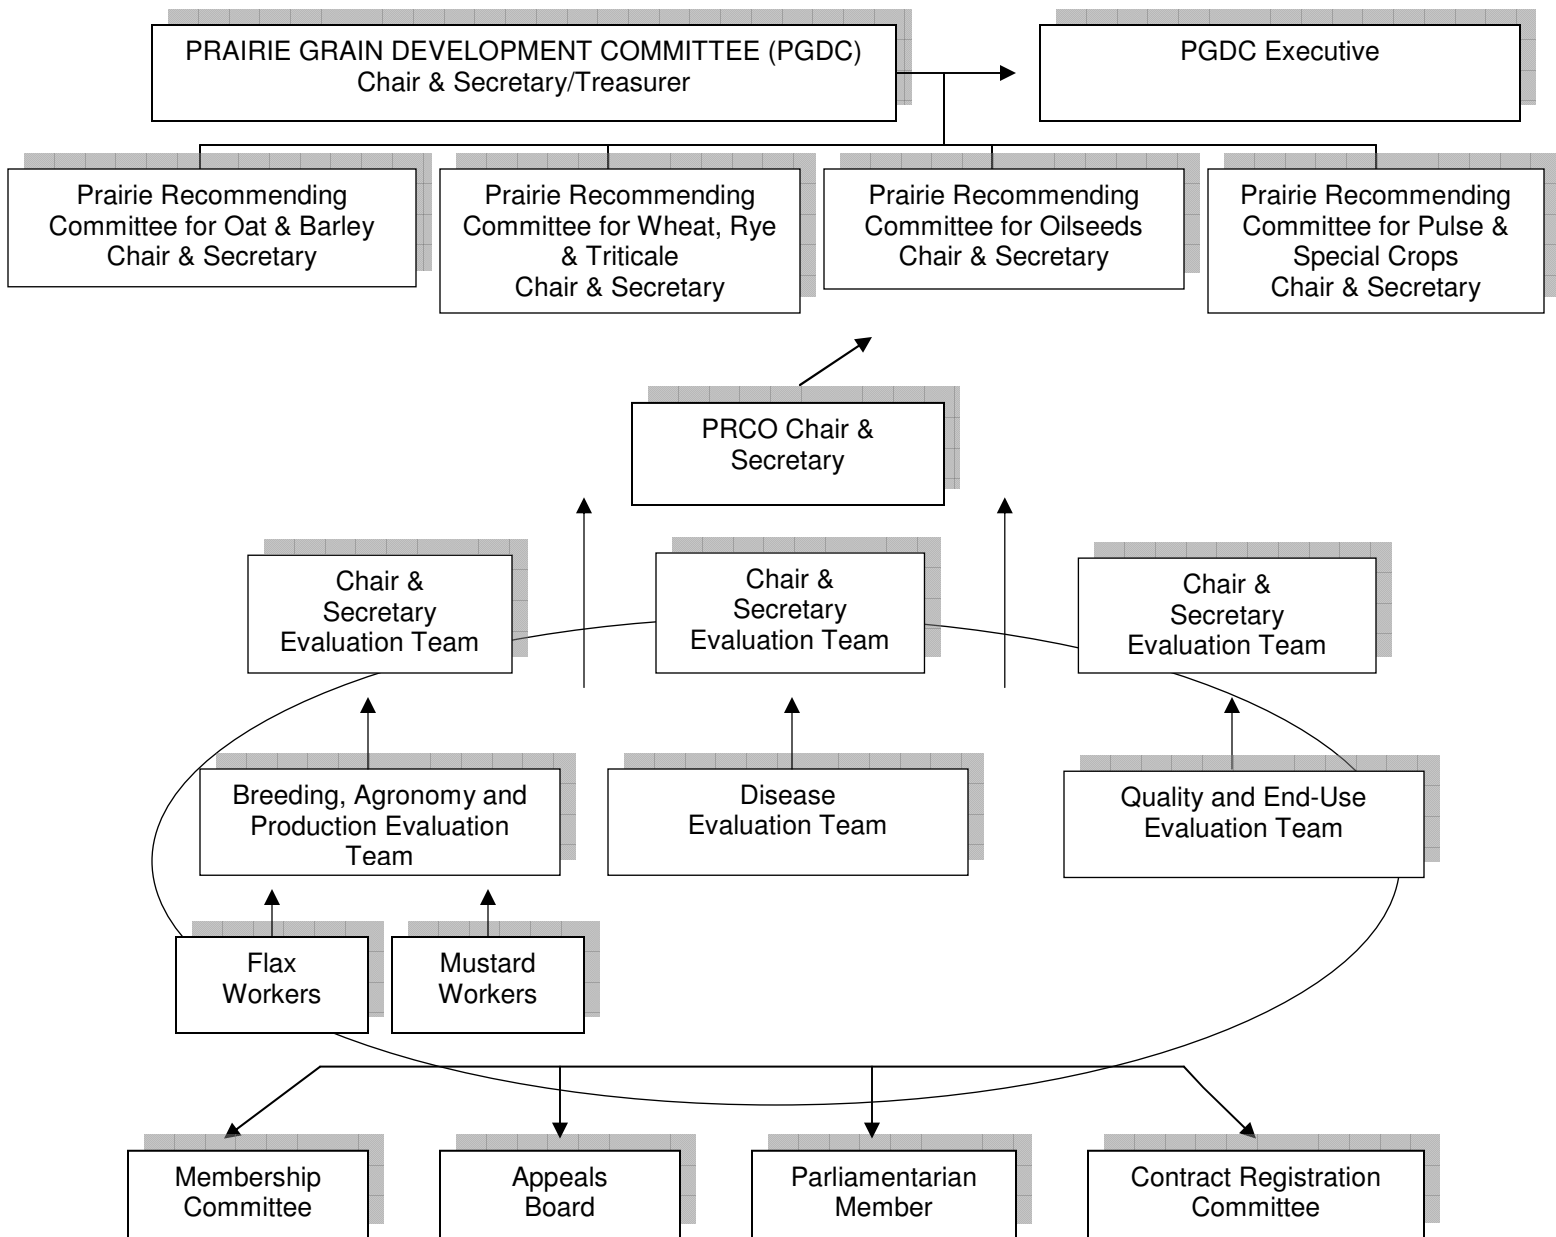 PRAIRIE GRAIN DEVELOPMENT COMMITTEE (PGDC)
Chair & Secretary/Treasurer
PGDC Executive
Prairie Recommending
Committee for Oat & Barley
Chair & Secretary
Prairie Recommending
Committee for Wheat, Rye
& Triticale
Chair & Secretary
Prairie Recommending
Committee for Oilseeds
Chair & Secretary
Prairie Recommending
Committee for Pulse &
Special Crops
Chair & Secretary
PRCO Chair &
Secretary
Chair &
Secretary
Evaluation Team
Chair &
Secretary
Evaluation Team
Chair &
Secretary
Evaluation Team
Breeding, Agronomy and
Production Evaluation
Team
Disease
Evaluation Team
Quality and End-Use
Evaluation Team
Flax
Workers
Mustard
Workers
Membership
Committee
Appeals
Board
Parliamentarian
Member
Contract Registration
Committee